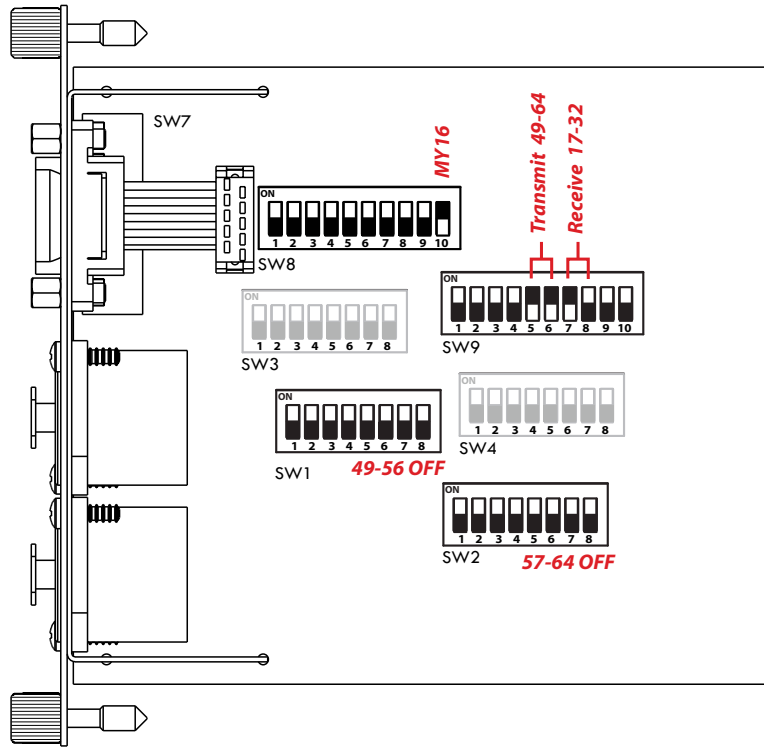 SW7
MY16
Transmit 49-64
Receive 17-32
ON
1 2 3 4 5 6 7 8 9 10
SW8
ON
1 2 3 4 5 6 7 8 9 10
SW9
ON
1 2 3 4 5 6 7 8
SW3
ON
1 2 3 4 5 6 7 8
SW4
ON
1 2 3 4 5 6 7 8
SW1
49-56 OFF
ON
1 2 3 4 5 6 7 8
SW2
57-64 OFF